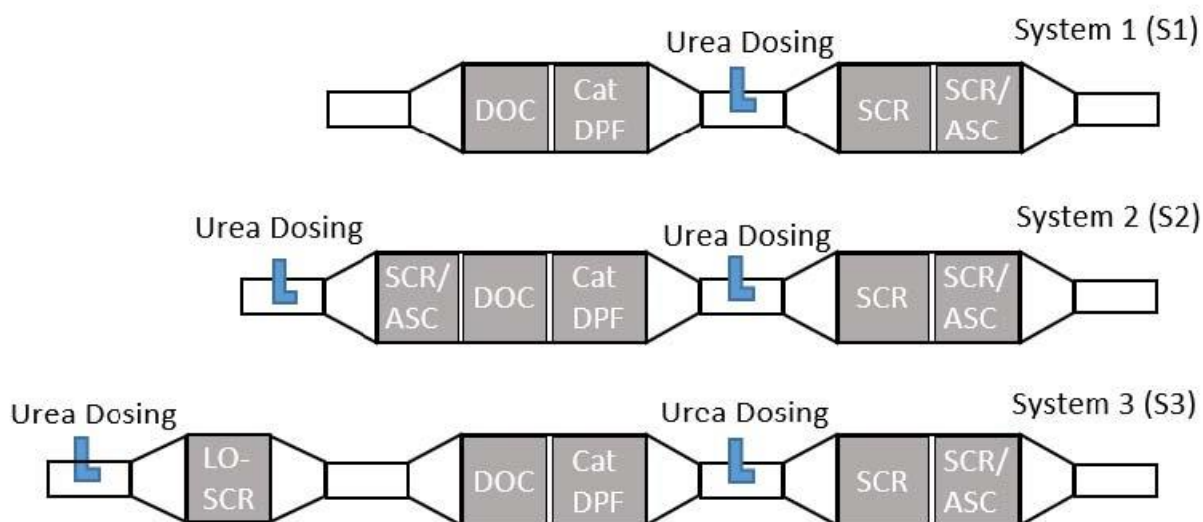 System 1 (S1)
Urea Dosing
DOC
Cat
DPF
SCR
SCR/
ASC
System 2 (S2)
Urea Dosing
Urea Dosing
SCR/
ASC
DOC
Cat
DPF
SCR
SCR/
ASC
System 3 (S3)
Urea Dosing
Urea Dosing
LO-
SCR
DOC
Cat
DPF
SCR
SCR/
ASC